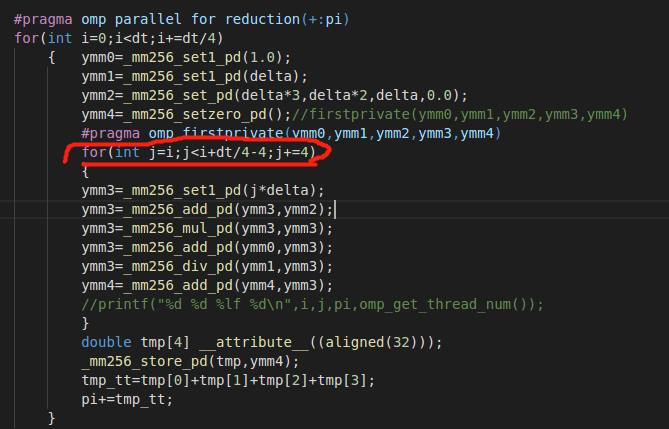 #pragma omp parallel for reduction(+:pi)
for(int i=0;i<dt;i+=dt/4)
{ ymm0=_mm256_set1_pd(1.0);
ymm1=_mm256_set1_pd(delta);
ymm2=_mm256_set_pd(delta*3,delta*2,delta,0.0);
ymm4=_mm256_setzero_pd();//firstprivate(ymm0,ymm1,ymm2,ymm3,ymm4)
#pragma omp firstprivate(ymm0,ymm1,ymm2,ymm3,ymm4)
for(int j=i;j<i+dt/4-4;j+=4)
{
ymm3=_mm256_set1_pd(j*delta);
ymm3=_mm256_add_pd(ymm3,ymm2);
ymm3=_mm256_mul_pd(ymm3,ymm3);
ymm3=_mm256_add_pd(ymm0,ymm3);
ymm3=_mm256_div_pd(ymm1,ymm3);
ymm4=_mm256_add_pd(ymm4,ymm3);
//printf("%d %d %lf %d\n",i,j,pi,omp_get_thread_num());
}
double tmp[4] __attribute__((aligned(32)));
_mm256_store_pd(tmp,ymm4);
tmp_tt=tmp[0]+tmp[1]+tmp[2]+tmp[3];
pi+=tmp_tt;
}